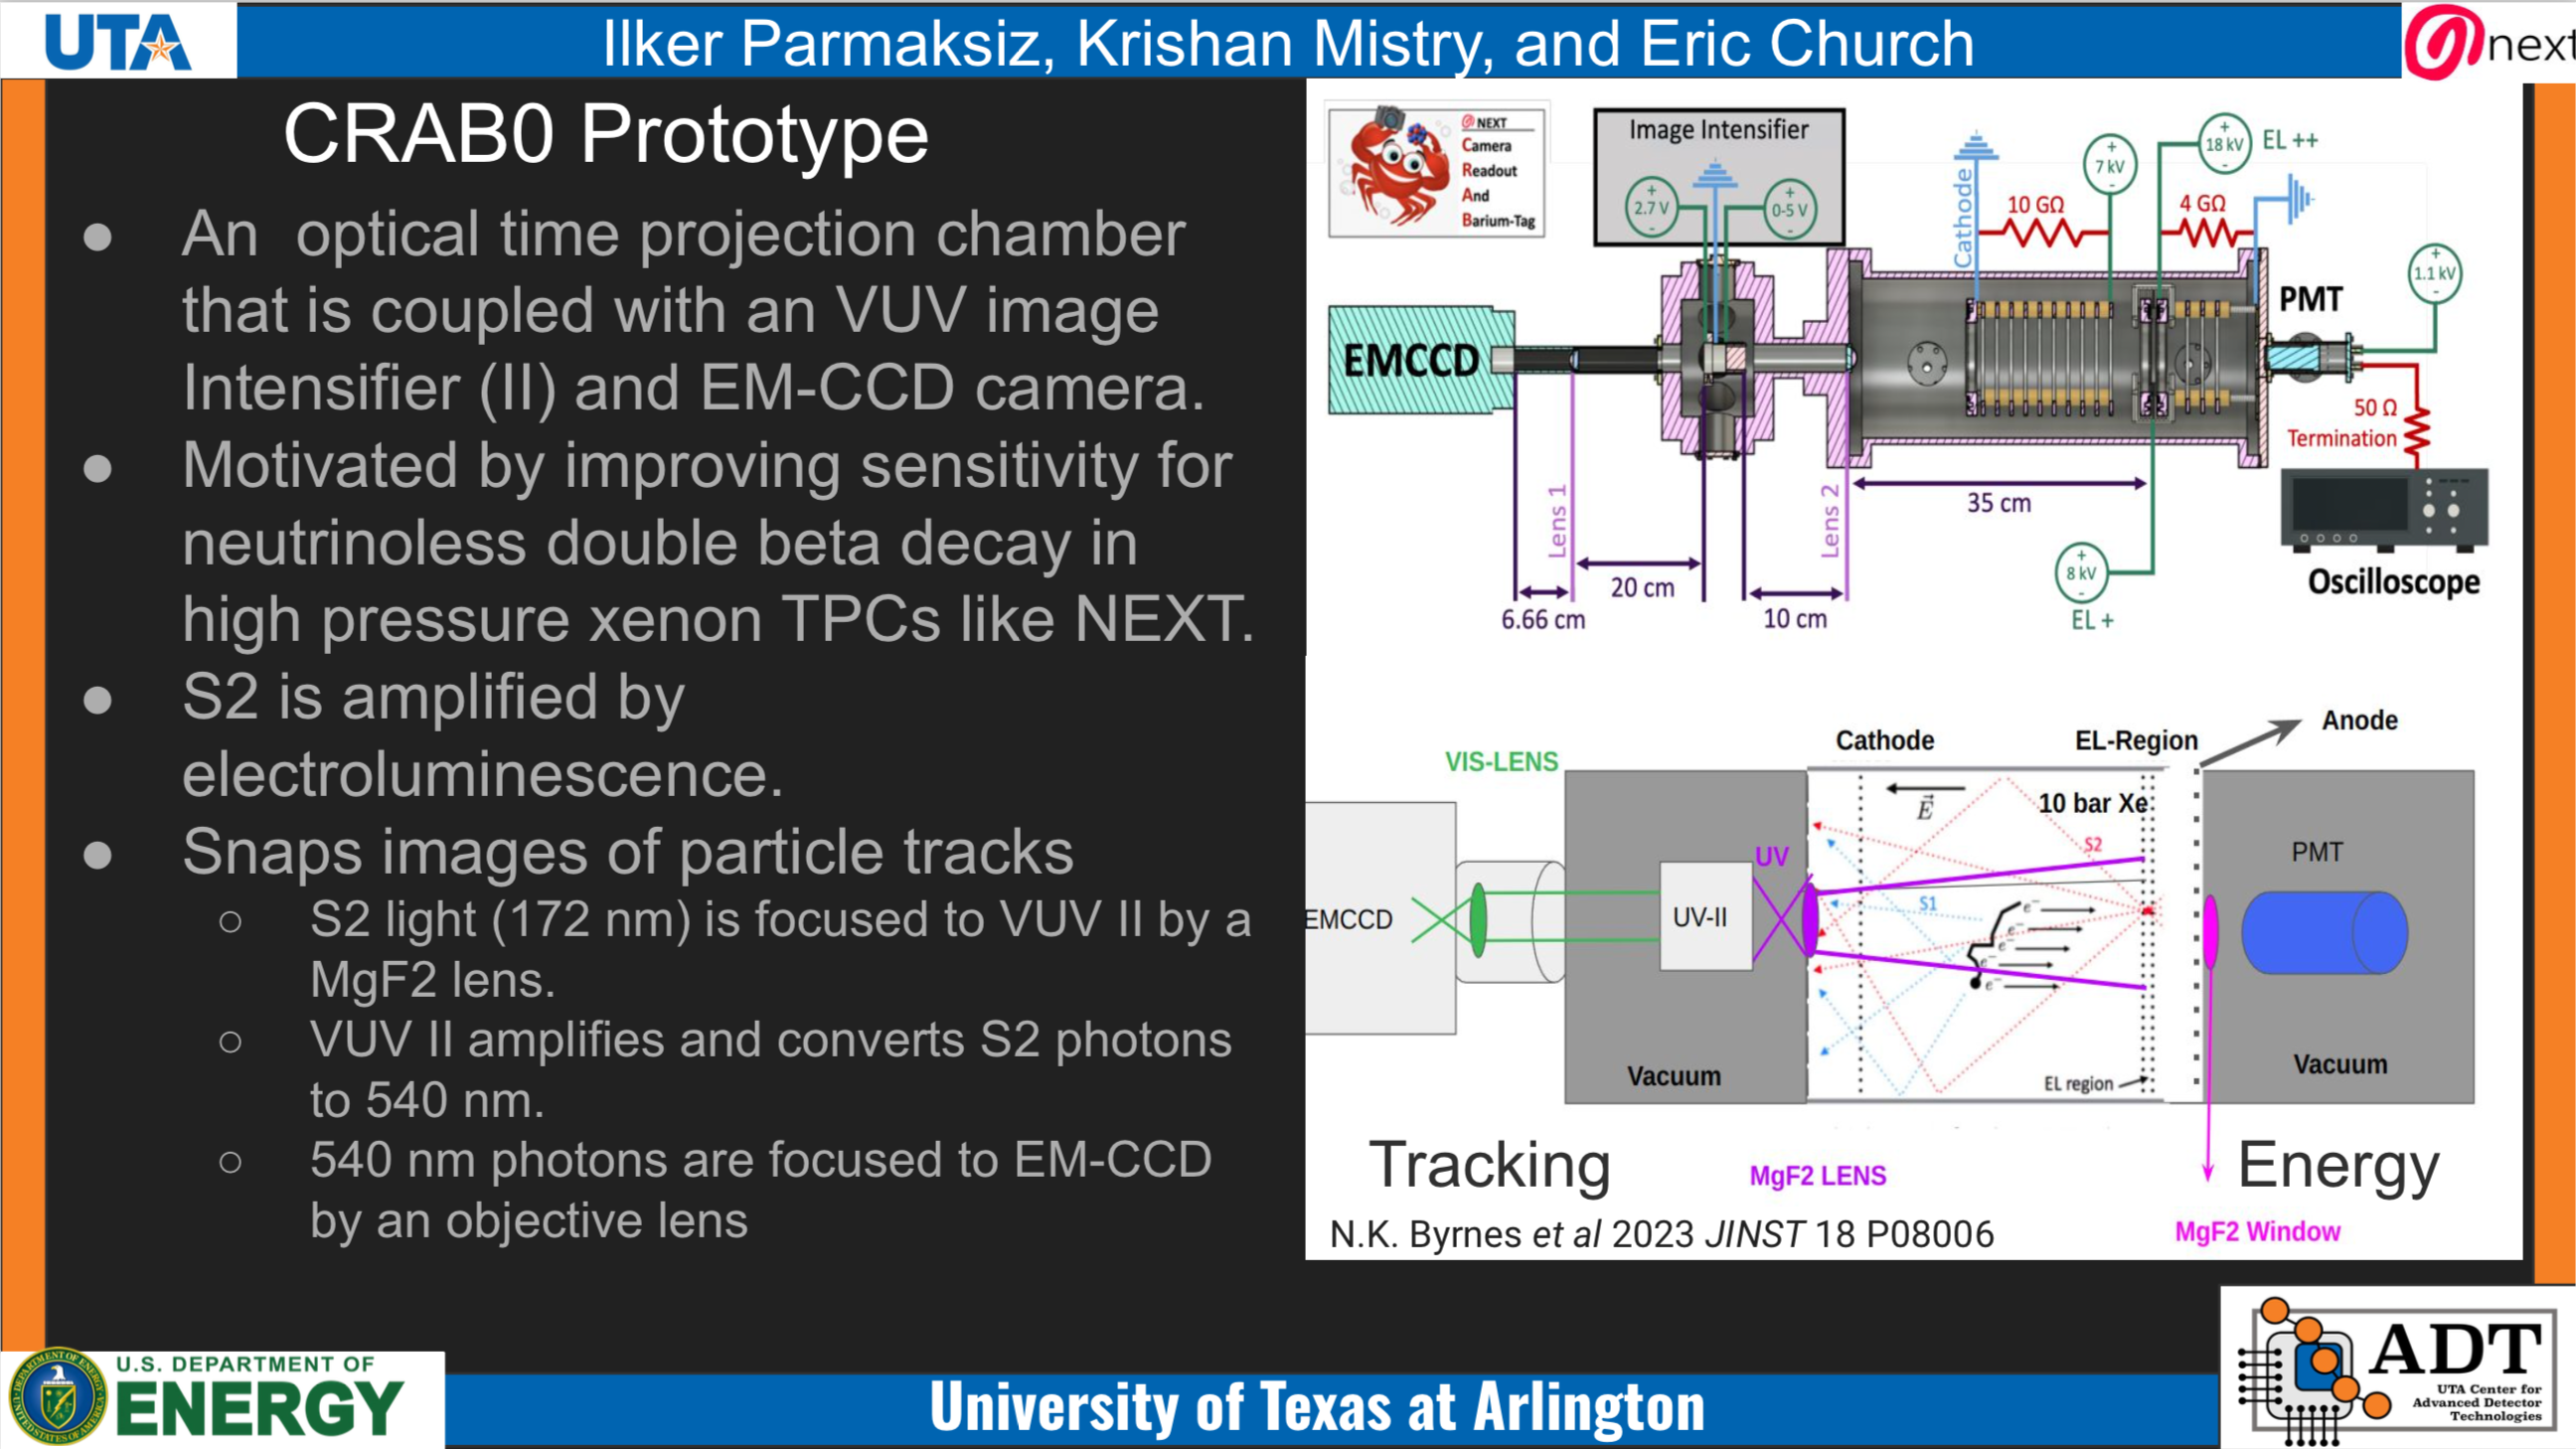 UTA
Ilker Parmaksiz, Krishan Mistry, and Eric Church
next
CRAB0 Prototype
● An optical time projection chamber
that is coupled with an VUV image
Intensifier (II) and EM-CCD camera.
● Motivated by improving sensitivity for
neutrinoless double beta decay in
high pressure xenon TPCs like NEXT.
● S2 is amplified by
electroluminescence.
● Snaps images of particle tracks
○ S2 light (172 nm) is focused to VUV II by a
MgF2 lens.
○ VUV II amplifies and converts S2 photons
to 540 nm.
○ 540 nm photons are focused to EM-CCD
by an objective lens
NEXT
Camera
Readout
And
Barium-Tag
Image Intensifier
+
2.7 V
-
+
0-5 V
-
Cathode
10 GΩ
+
7 kV
-
+
18 kV
-
EL ++
4 GΩ
+
1.1 kV
-
PMT
EMCCD
50 Ω
Termination
Lens 1
Lens 2
35 cm
20 cm
6.66 cm
10 cm
+
8 kV
-
EL +
Oscilloscope
Anode
Cathode
EL-Region
VIS-LENS
E
10 bar Xe
S2
UV
PMT
EMCCD
UV-II
S1
e-
e-
e-
e-
e-
Vacuum
EL region
Vacuum
Tracking
MgF2 LENS
Energy
N.K. Byrnes et al 2023 JINST 18 P08006
MgF2 Window
DEPARTMENT OF ENERGY
UNITED STATES OF AMERICA
U.S. DEPARTMENT OF
ENERGY
University of Texas at Arlington
ADT
UTA Center for
Advanced Detector
Technologies